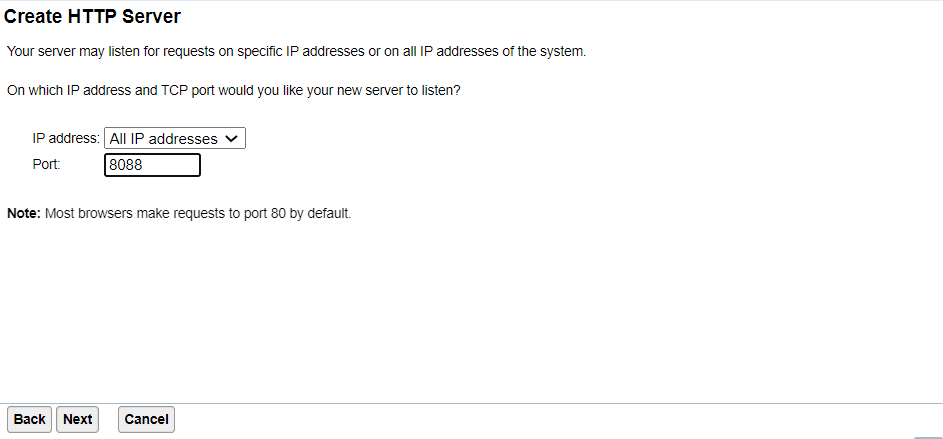 Create HTTP Server
Your server may listen for requests on specific IP addresses or on all IP addresses of the system.
On which IP address and TCP port would you like your new server to listen?
IP address: All IP addresses
Port: 8088
Note: Most browsers make requests to port 80 by default.
Back Next Cancel